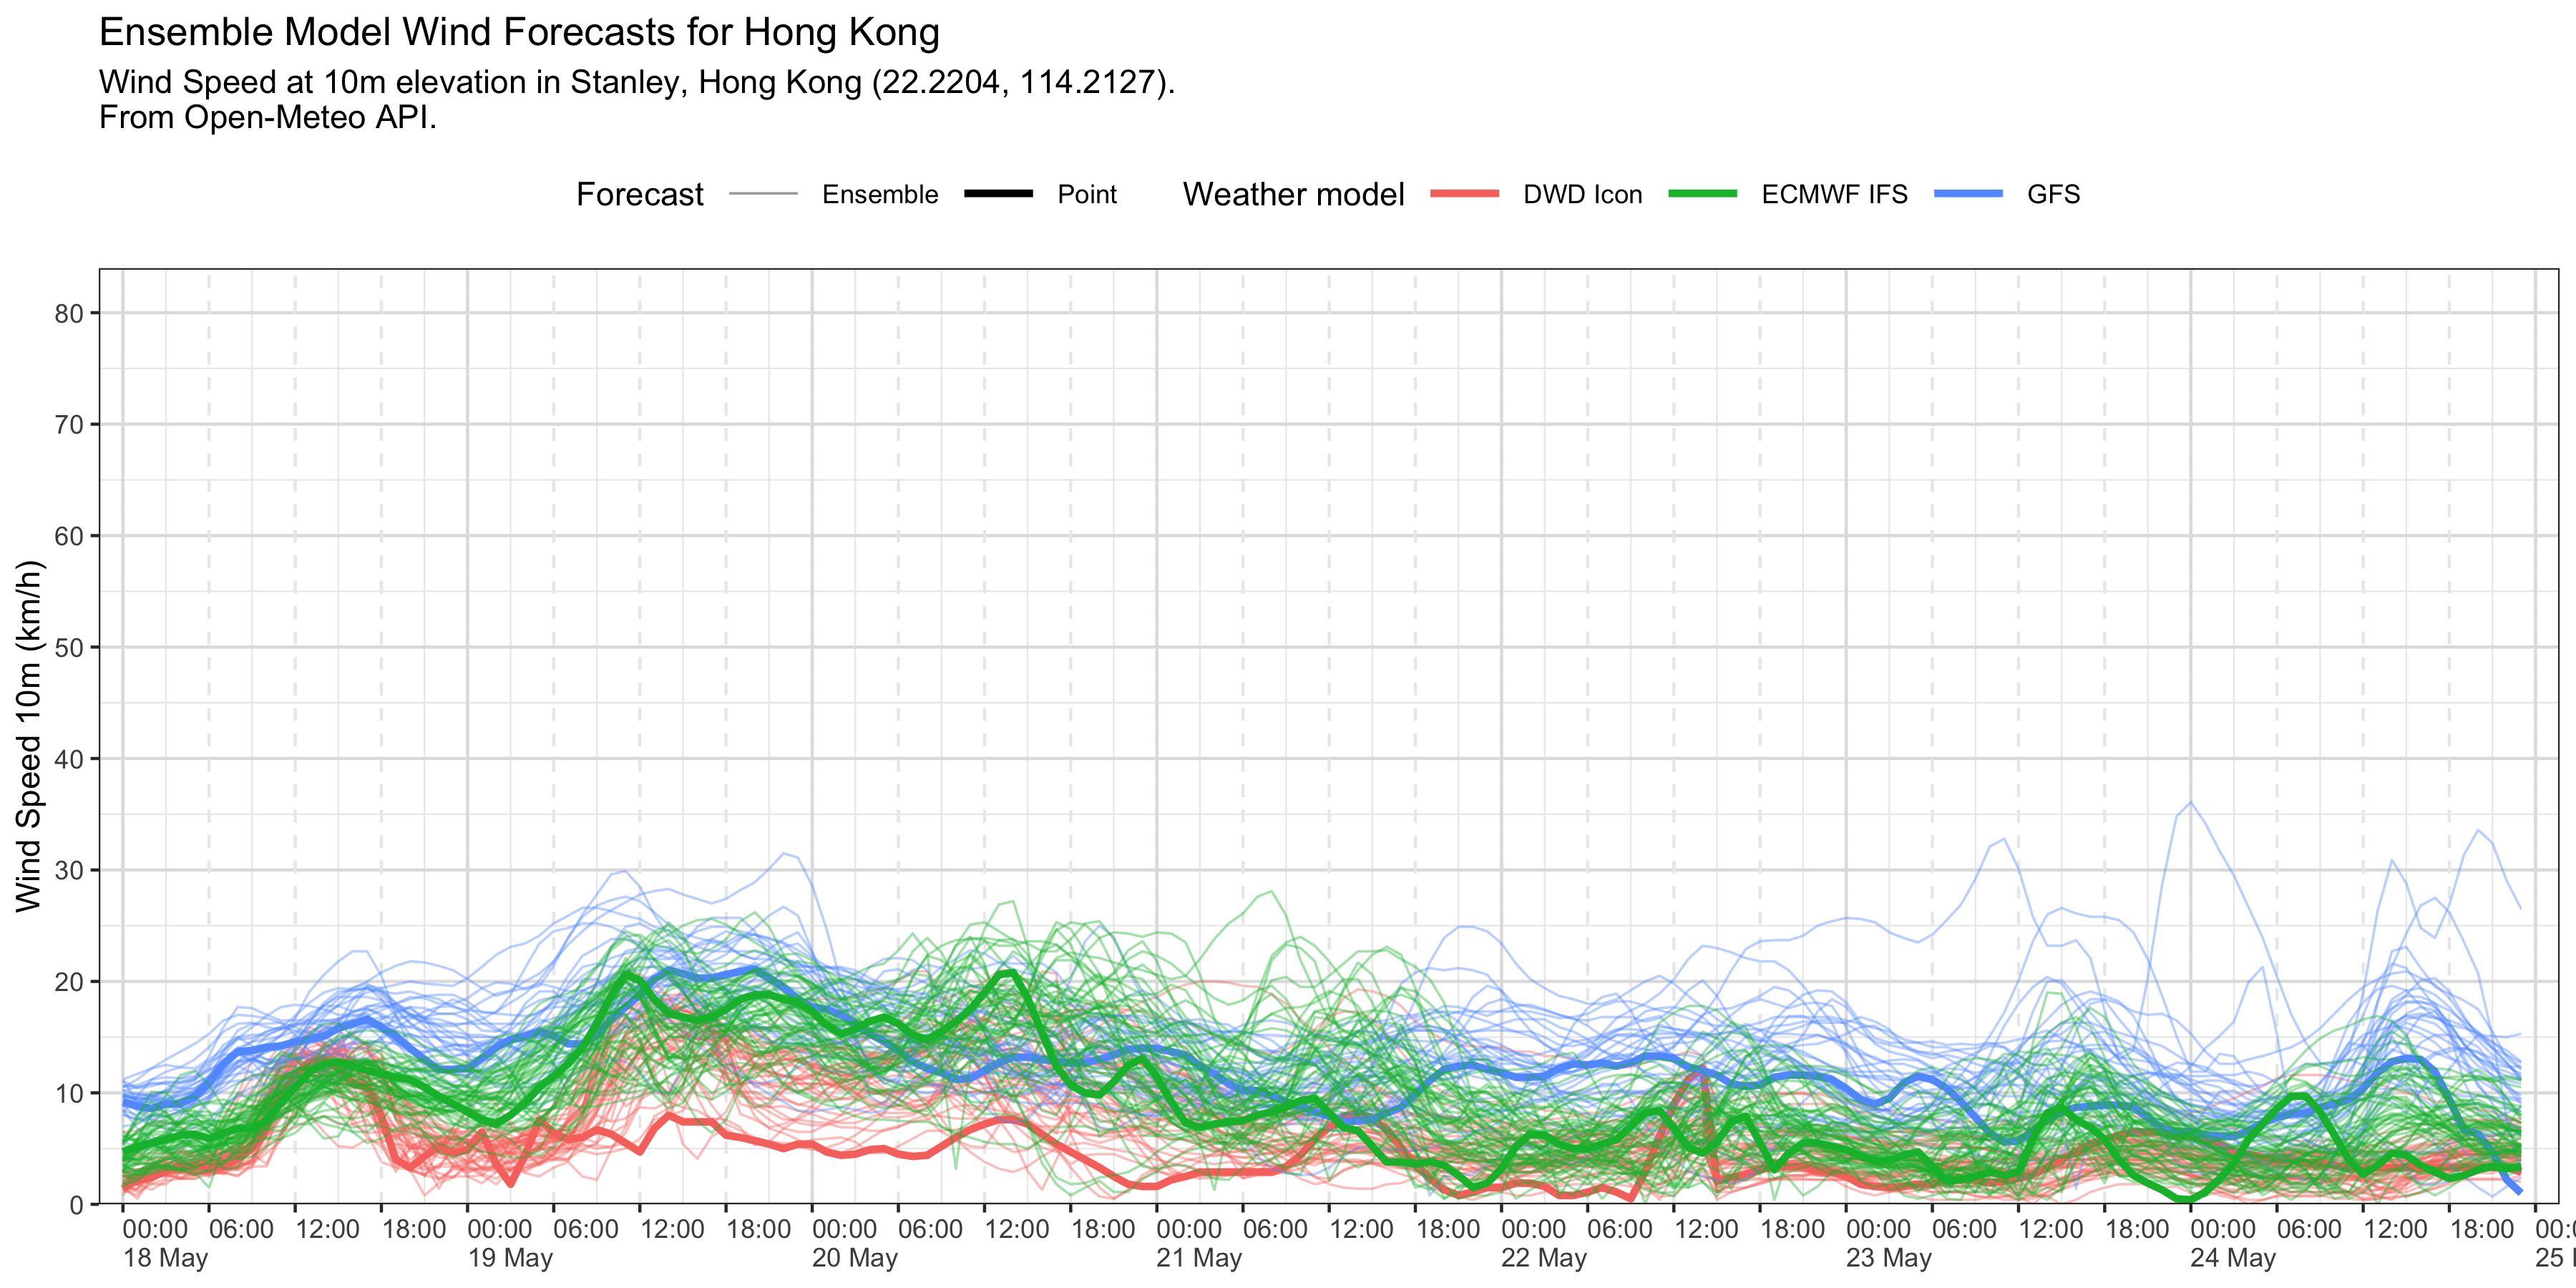 Ensemble Model Wind Forecasts for Hong Kong
Wind Speed at 10m elevation in Stanley, Hong Kong (22.2204, 114.2127).
From Open-Meteo API.
Forecast Ensemble Point Weather model DWD Icon ECMWF IFS GFS
Wind Speed 10m (km/h)
80
70
60
50
40
30
20
10
0
00:00 06:00 12:00 18:00 00:00 06:00 12:00 18:00 00:00 06:00 12:00 18:00 00:00 06:00 12:00 18:00 00:00 06:00 12:00 18:00 00:00 06:00 12:00 18:00 00:00 06:00 12:00 18:00
18 May 19 May 20 May 21 May 22 May 23 May 24 May 25